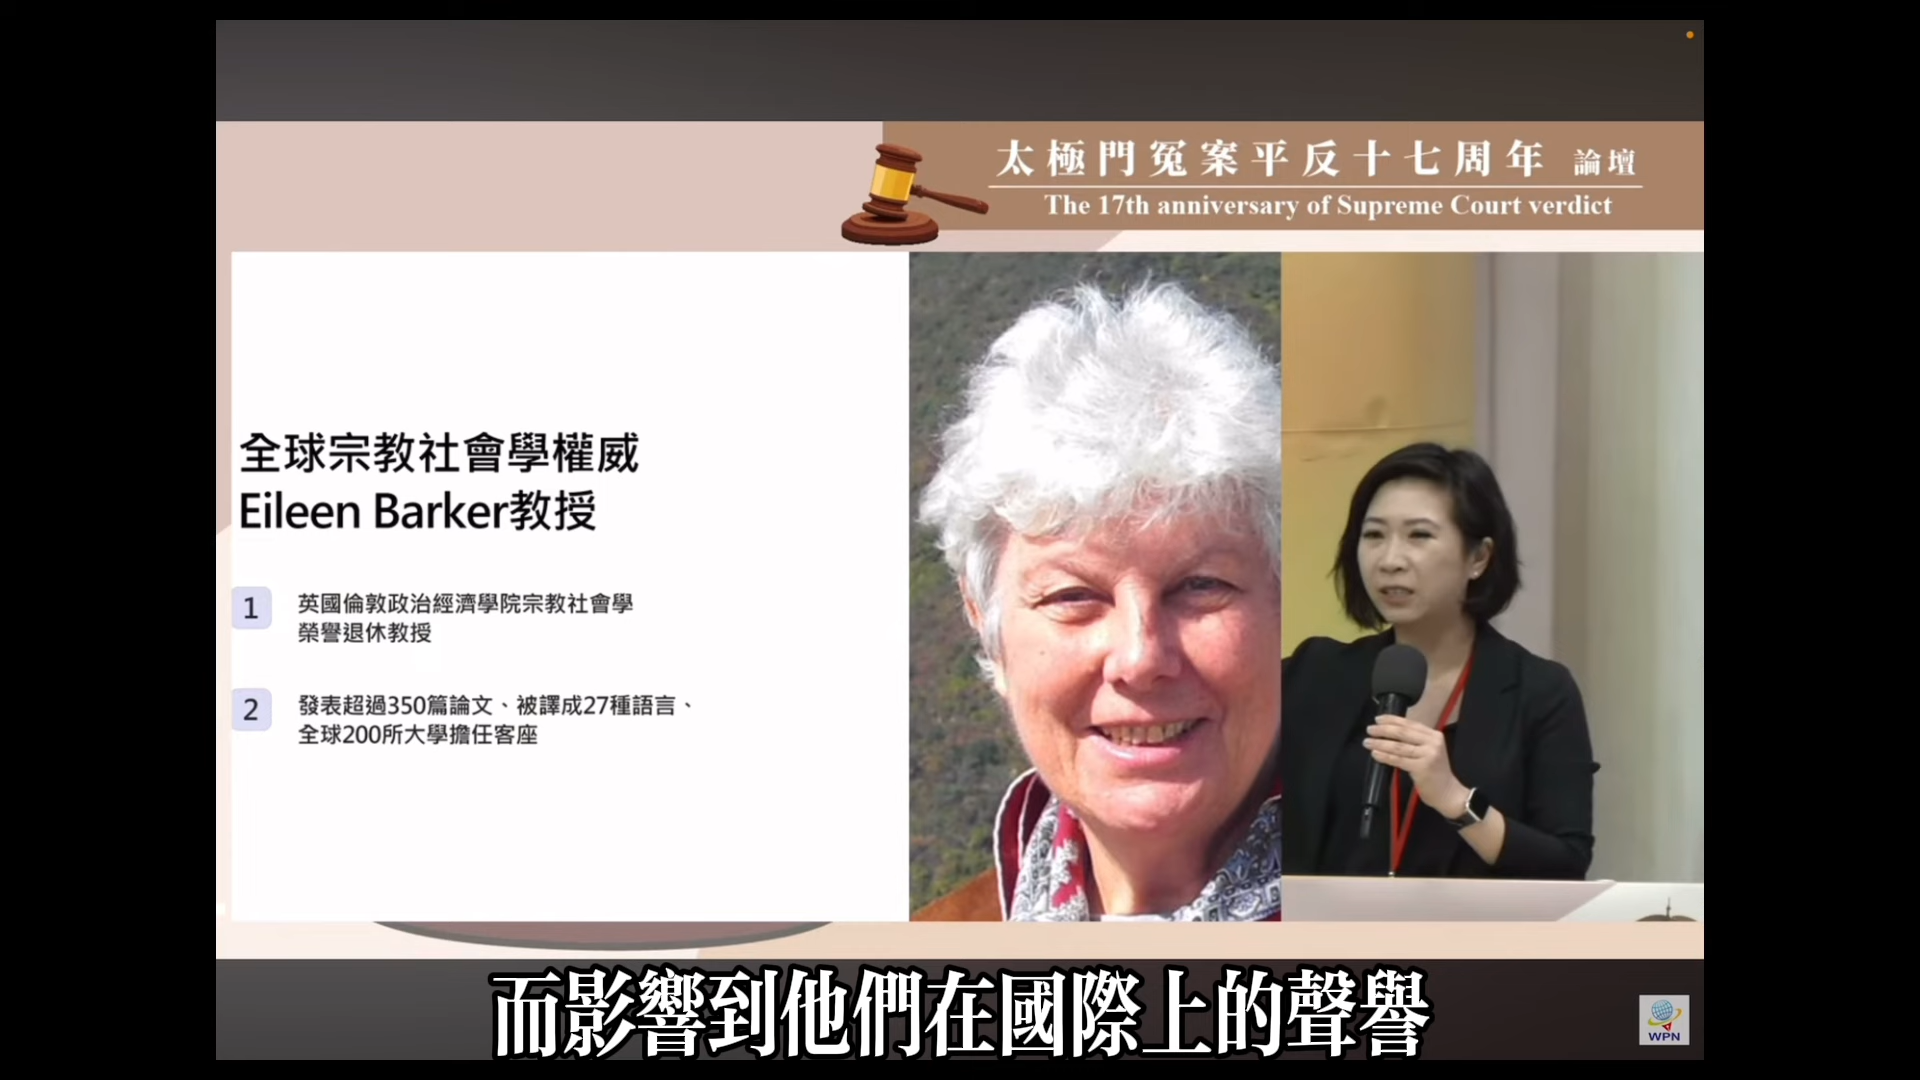 太極門冤案平反十七周年 論壇
The 17th anniversary of Supreme Court verdict
全球宗教社會學權威
Eileen Barker教授
1
英國倫敦政治經濟學院宗教社會學
榮譽退休教授
2
發表超過350篇論文、被譯成27種語言、
全球200所大學擔任客座
而影響到他們在國際上的聲譽
WPN